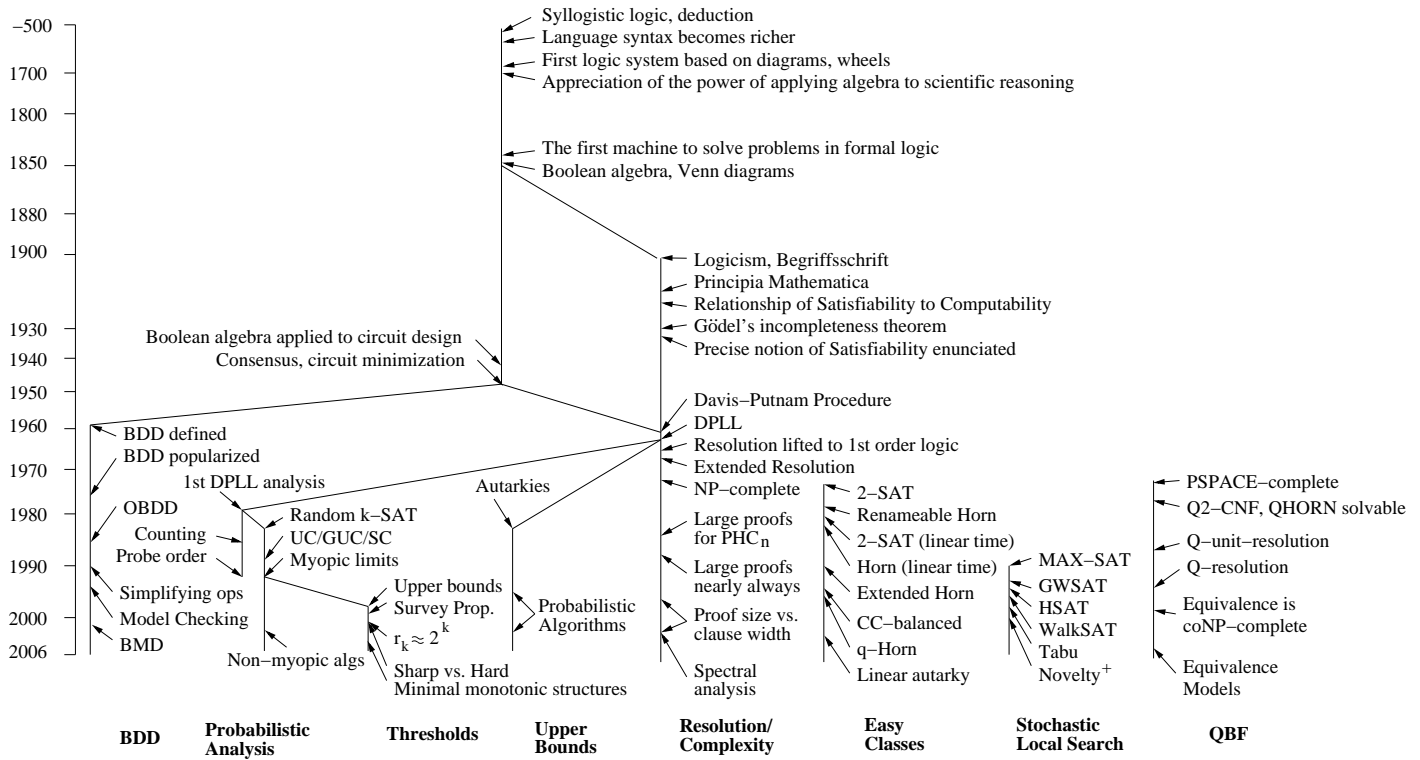 −500
1700
1800
1850
1880
1900
1930
1940
1950
1960
1970
1980
1990
2000
2006
Syllogistic logic, deduction
Language syntax becomes richer
First logic system based on diagrams, wheels
Appreciation of the power of applying algebra to scientific reasoning
The first machine to solve problems in formal logic
Boolean algebra, Venn diagrams
Boolean algebra applied to circuit design
Consensus, circuit minimization
Logicism, Begriffsschrift
Principia Mathematica
Relationship of Satisfiability to Computability
Gödel's incompleteness theorem
Precise notion of Satisfiability enunciated
Davis−Putnam Procedure
DPLL
Resolution lifted to 1st order logic
Extended Resolution
NP−complete
Large proofs
for PHCn
Large proofs
nearly always
Proof size vs.
clause width
Spectral
analysis
BDD defined
BDD popularized
OBDD
Simplifying ops
Model Checking
BMD
1st DPLL analysis
Counting
Probe order
Random k−SAT
UC/GUC/SC
Myopic limits
Non−myopic algs
Upper bounds
Survey Prop.
rk ≈ 2k
Sharp vs. Hard
Minimal monotonic structures
Autarkies
Probabilistic
Algorithms
2−SAT
Renameable Horn
2−SAT (linear time)
Horn (linear time)
Extended Horn
CC−balanced
q−Horn
Linear autarky
MAX−SAT
GWSAT
HSAT
WalkSAT
Tabu
Novelty+
PSPACE−complete
Q2−CNF, QHORN solvable
Q−unit−resolution
Q−resolution
Equivalence is
coNP−complete
Equivalence
Models
BDD
Probabilistic
Analysis
Thresholds
Upper
Bounds
Resolution/
Complexity
Easy
Classes
Stochastic
Local Search
QBF